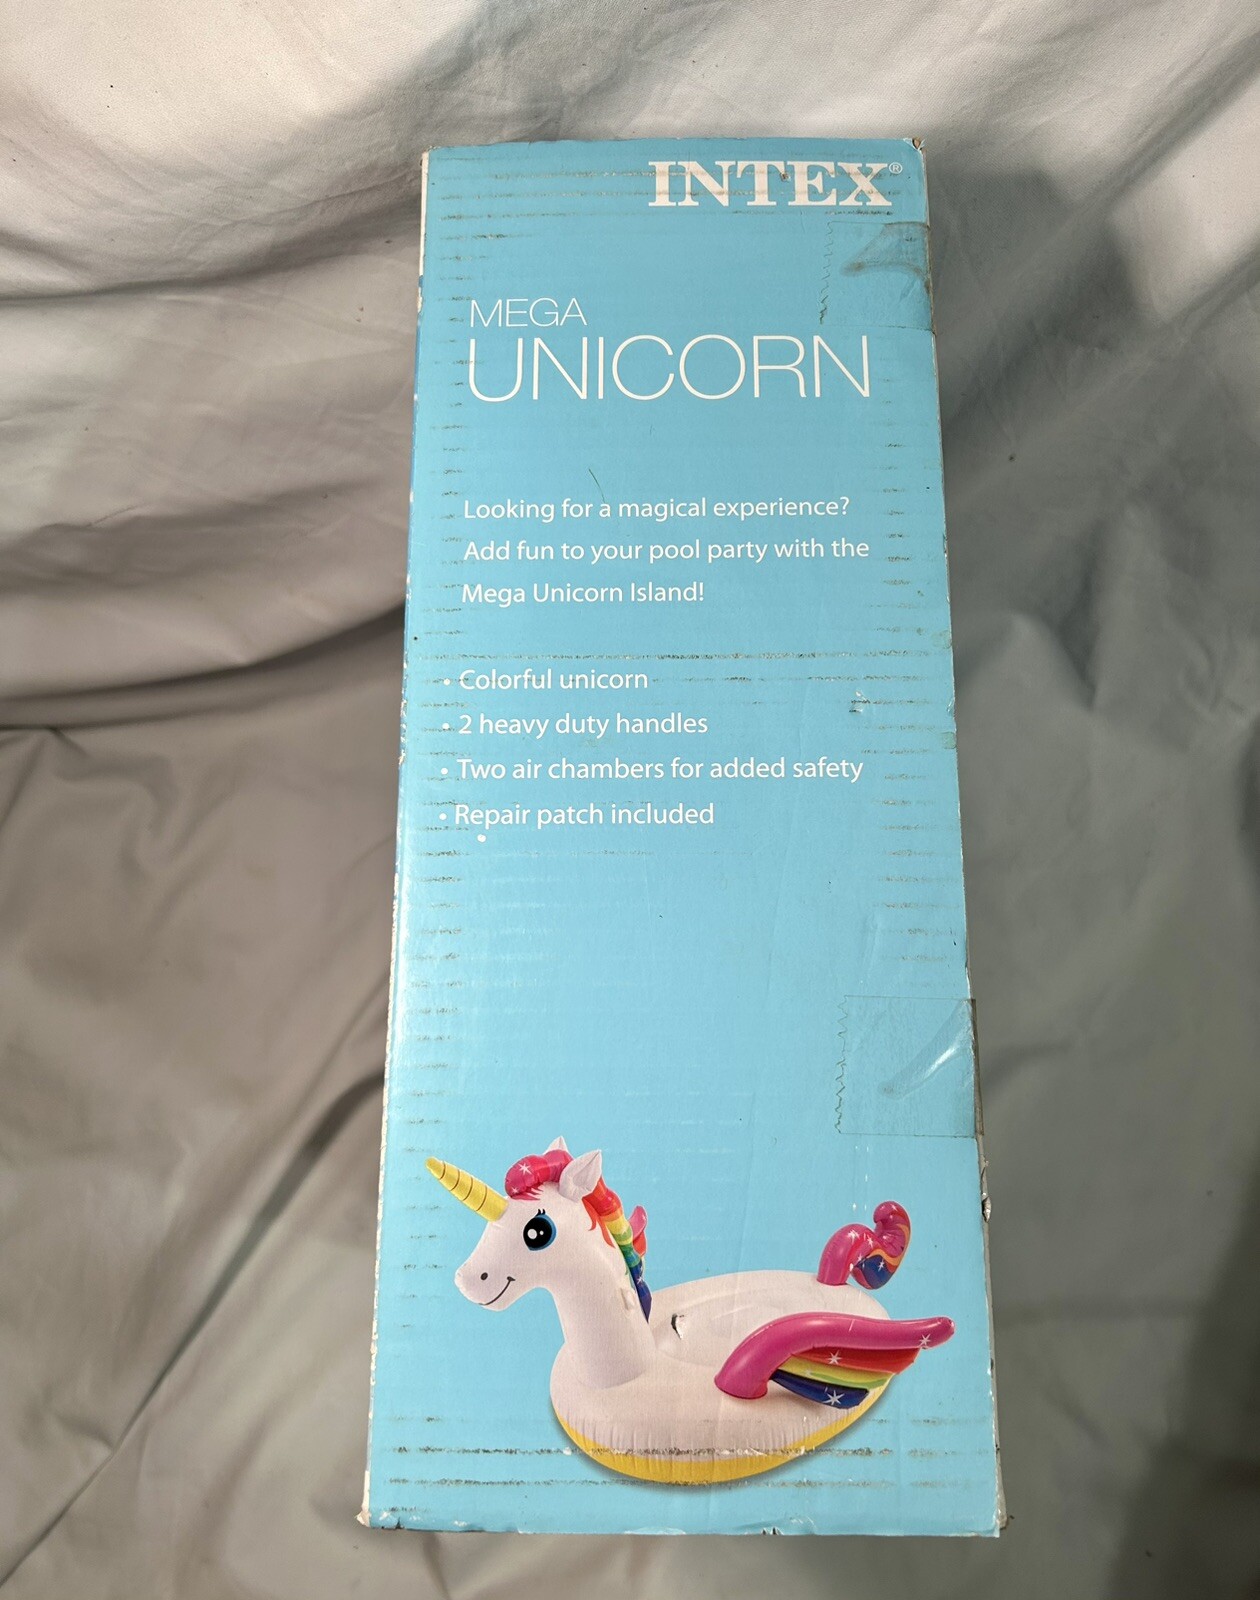 INTEX®
MEGA
UNICORN
Looking for a magical experience?
Add fun to your pool party with the
Mega Unicorn Island!
• Colorful unicorn
• 2 heavy duty handles
• Two air chambers for added safety
• Repair patch included